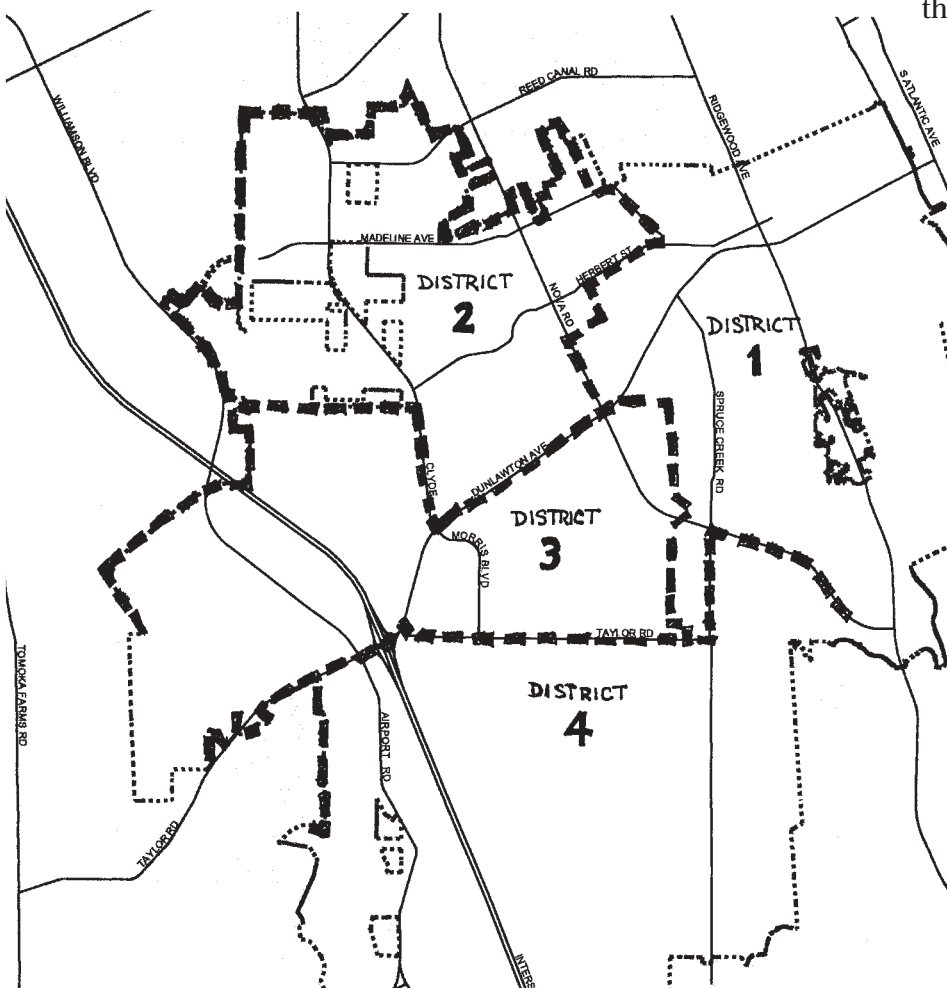 th
REED CANAL RD
S ATLANTIC AVE
WILLIAMSON BLVD
RIDGEWOOD AVE
MADELINE AVE
HERBERT ST
DISTRICT
2
NOVA RD
DISTRICT
1
SPRUCE CREEK RD
CLYDE
DUNLAWTON AVE
DISTRICT
3
MORRIS BLVD
TAYLOR RD
TOMOKA FARMS RD
DISTRICT
4
AIRPORT RD
TAYLOR RD
INTERS